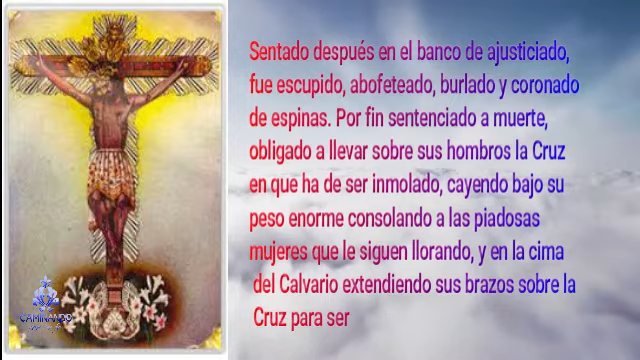 Sentado después en el banco de ajusticiado,
fue escupido, abofeteado, burlado y coronado
de espinas. Por fin sentenciado a muerte,
obligado a llevar sobre sus hombros la Cruz
en que ha de ser inmolado, cayendo bajo su
peso enorme consolando a las piadosas
mujeres que le siguen llorando, y en la cima
del Calvario extendiendo sus brazos sobre la
Cruz para ser
CAMINANDO